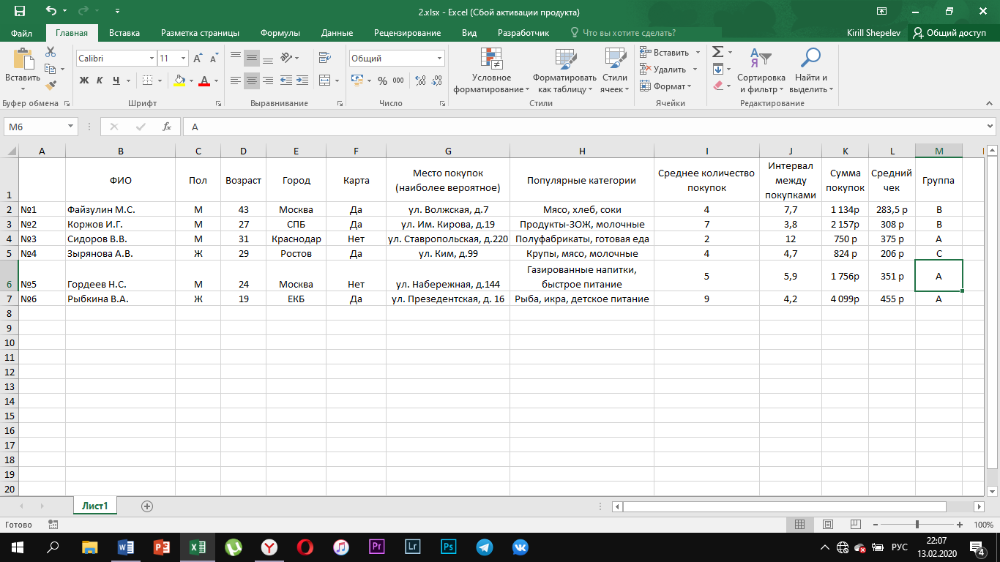 2.xlsx - Excel (Сбой активации продукта)
Файл Главная Вставка Разметка страницы Формулы Данные Рецензирование Вид Разработчик Что вы хотите сделать? Kirill Shepelev Общий доступ
Вставить
Буфер обмена
Calibri 11
Ж К Ч А
Шрифт
Выравнивание
Общий
% 000
Число
Условное форматирование
Форматировать как таблицу
Стили ячеек
Стили
Вставить
Удалить
Формат
Ячейки
Сортировка и фильтр
Найти и выделить
Редактирование
M6 fx А
A B C D E F G H I J K L M
1 ФИО Пол Возраст Город Карта Место покупок (наиболее вероятное) Популярные категории Среднее количество покупок Интервал между покупками Сумма покупок Средний чек Группа
2 №1 Файзулин М.С. М 43 Москва Да ул. Волжская, д.7 Мясо, хлеб, соки 4 7,7 1 134р 283,5 р В
3 №2 Коржов И.Г. М 27 СПБ Да ул. Им. Кирова, д.19 Продукты-ЗОЖ, молочные 7 3,8 2 157р 308 р В
4 №3 Сидоров В.В. М 31 Краснодар Нет ул. Ставропольская, д.220 Полуфабрикаты, готовая еда 2 12 750 р 375 р А
5 №4 Зырянова А.В. Ж 29 Ростов Да ул. Ким, д.99 Крупы, мясо, молочные 4 4,7 824 р 206 р С
6 №5 Гордеев Н.С. М 24 Москва Нет ул. Набережная, д.144 Газированные напитки, быстрое питание 5 5,9 1 756р 351 р А
7 №6 Рыбкина В.А. Ж 19 ЕКБ Да ул. Презедентская, д. 16 Рыба, икра, детское питание 9 4,2 4 099р 455 р А
8
9
10
11
12
13
14
15
16
17
18
19
20
Лист1
Готово 100%
Pr Lr Ps РУС 22:07
13.02.2020 4